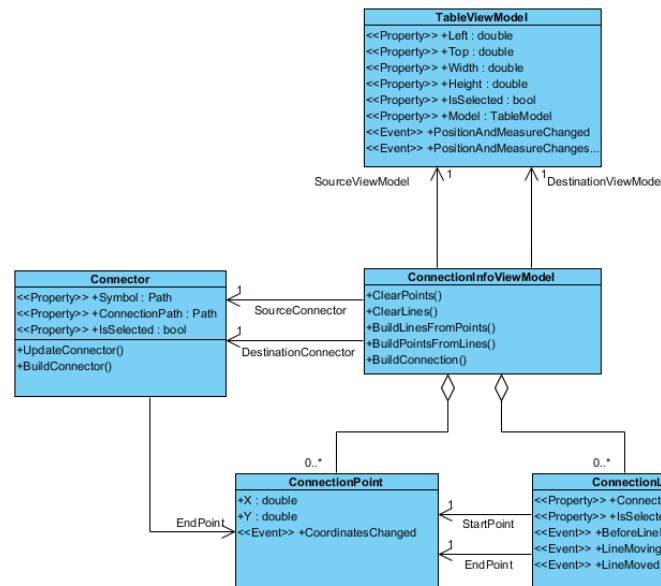 TableViewModel
<<Property>> +Left : double
<<Property>> +Top : double
<<Property>> +Width : double
<<Property>> +Height : double
<<Property>> +IsSelected : bool
<<Property>> +Model : TableModel
<<Event>> +PositionAndMeasureChanged
<<Event>> +PositionAndMeasureChanges...
SourceViewModel
1
1
DestinationViewModel
Connector
<<Property>> +Symbol : Path
<<Property>> +ConnectionPath : Path
<<Property>> +IsSelected : bool
+UpdateConnector()
+BuildConnector()
1
SourceConnector
1
DestinationConnector
ConnectionInfoViewModel
+ClearPoints()
+ClearLines()
+BuildLinesFromPoints()
+BuildPointsFromLines()
+BuildConnection()
0..*
0..*
EndPoint
ConnectionPoint
+X : double
+Y : double
<<Event>> +CoordinatesChanged
1
StartPoint
1
EndPoint
ConnectionL
<<Property>> +Connec
<<Property>> +IsSelecte
<<Event>> +BeforeLine
<<Event>> +LineMoving
<<Event>> +LineMoved